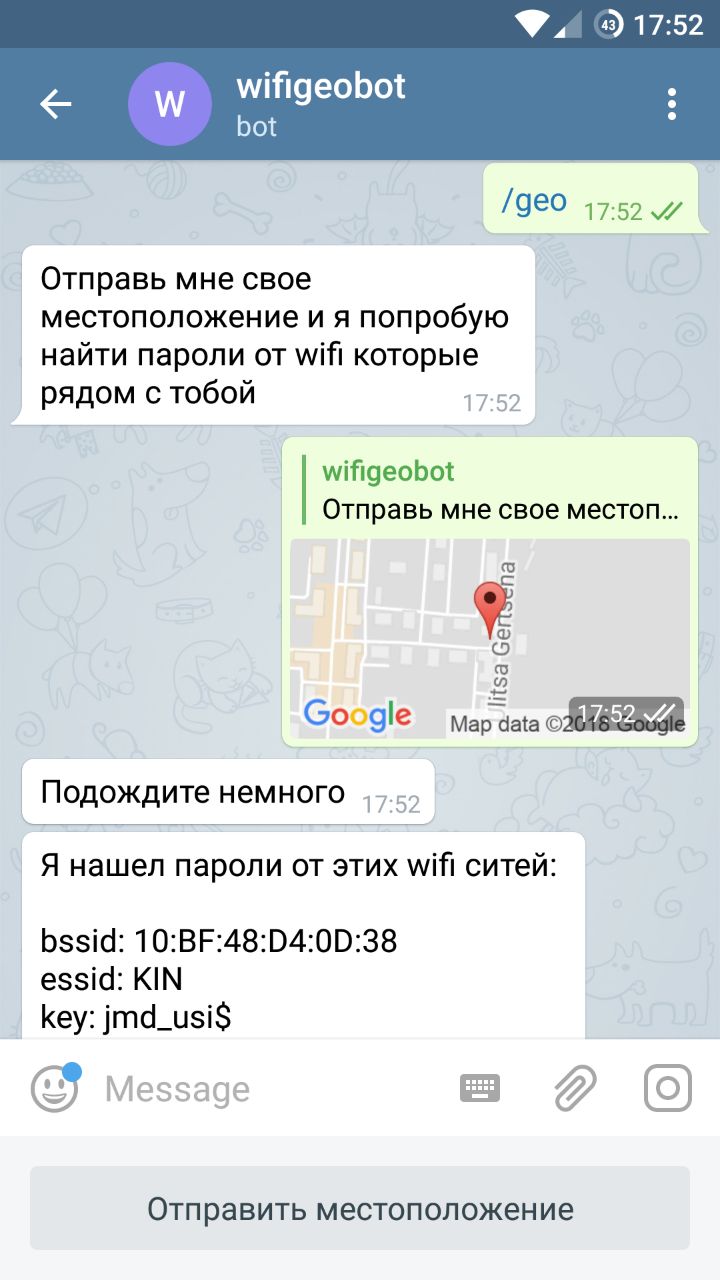 43 17:52
W
wifigeobot
bot
/geo 17:52
Отправь мне свое
местоположение и я попробую
найти пароли от wifi которые
рядом с тобой
17:52
wifigeobot
Отправь мне свое местоп...
litsa Gertsena
17:52
Google
Map data ©2018 Google
Подождите немного 17:52
Я нашел пароли от этих wifi ситей:
bssid: 10:BF:48:D4:0D:38
essid: KIN
key: jmd_usi$
Message
Отправить местоположение